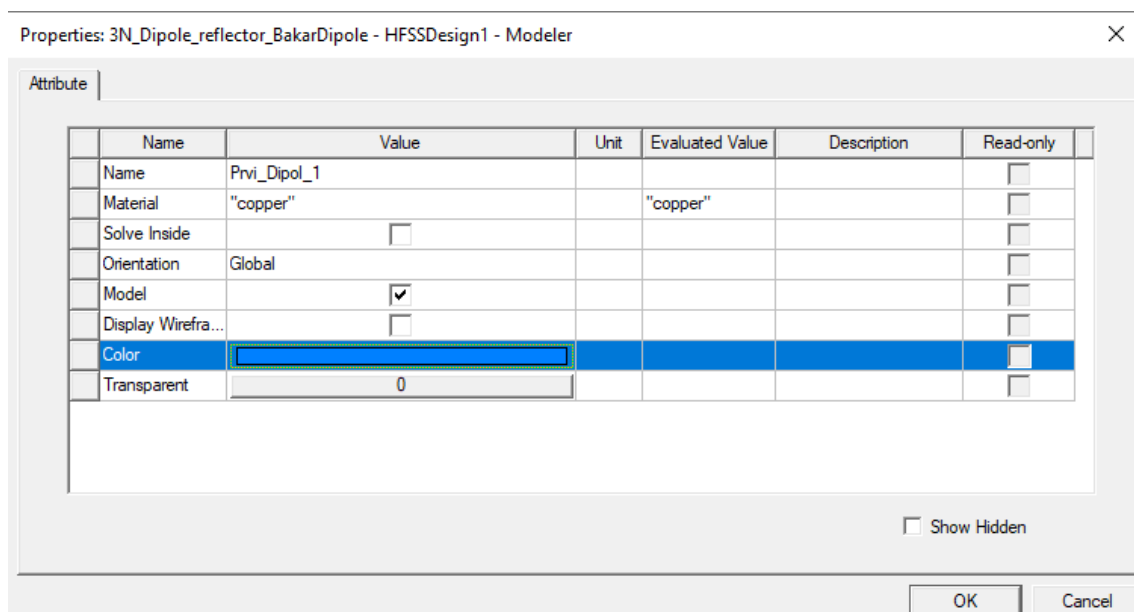 Properties: 3N_Dipole_reflector_BakarDipole - HFSSDesign1 - Modeler
Attribute
Name Value Unit Evaluated Value Description Read-only
Name Prvi_Dipol_1
Material "copper" "copper"
Solve Inside
Orientation Global
Model
Display Wirefra...
Color
Transparent 0
Show Hidden
OK Cancel